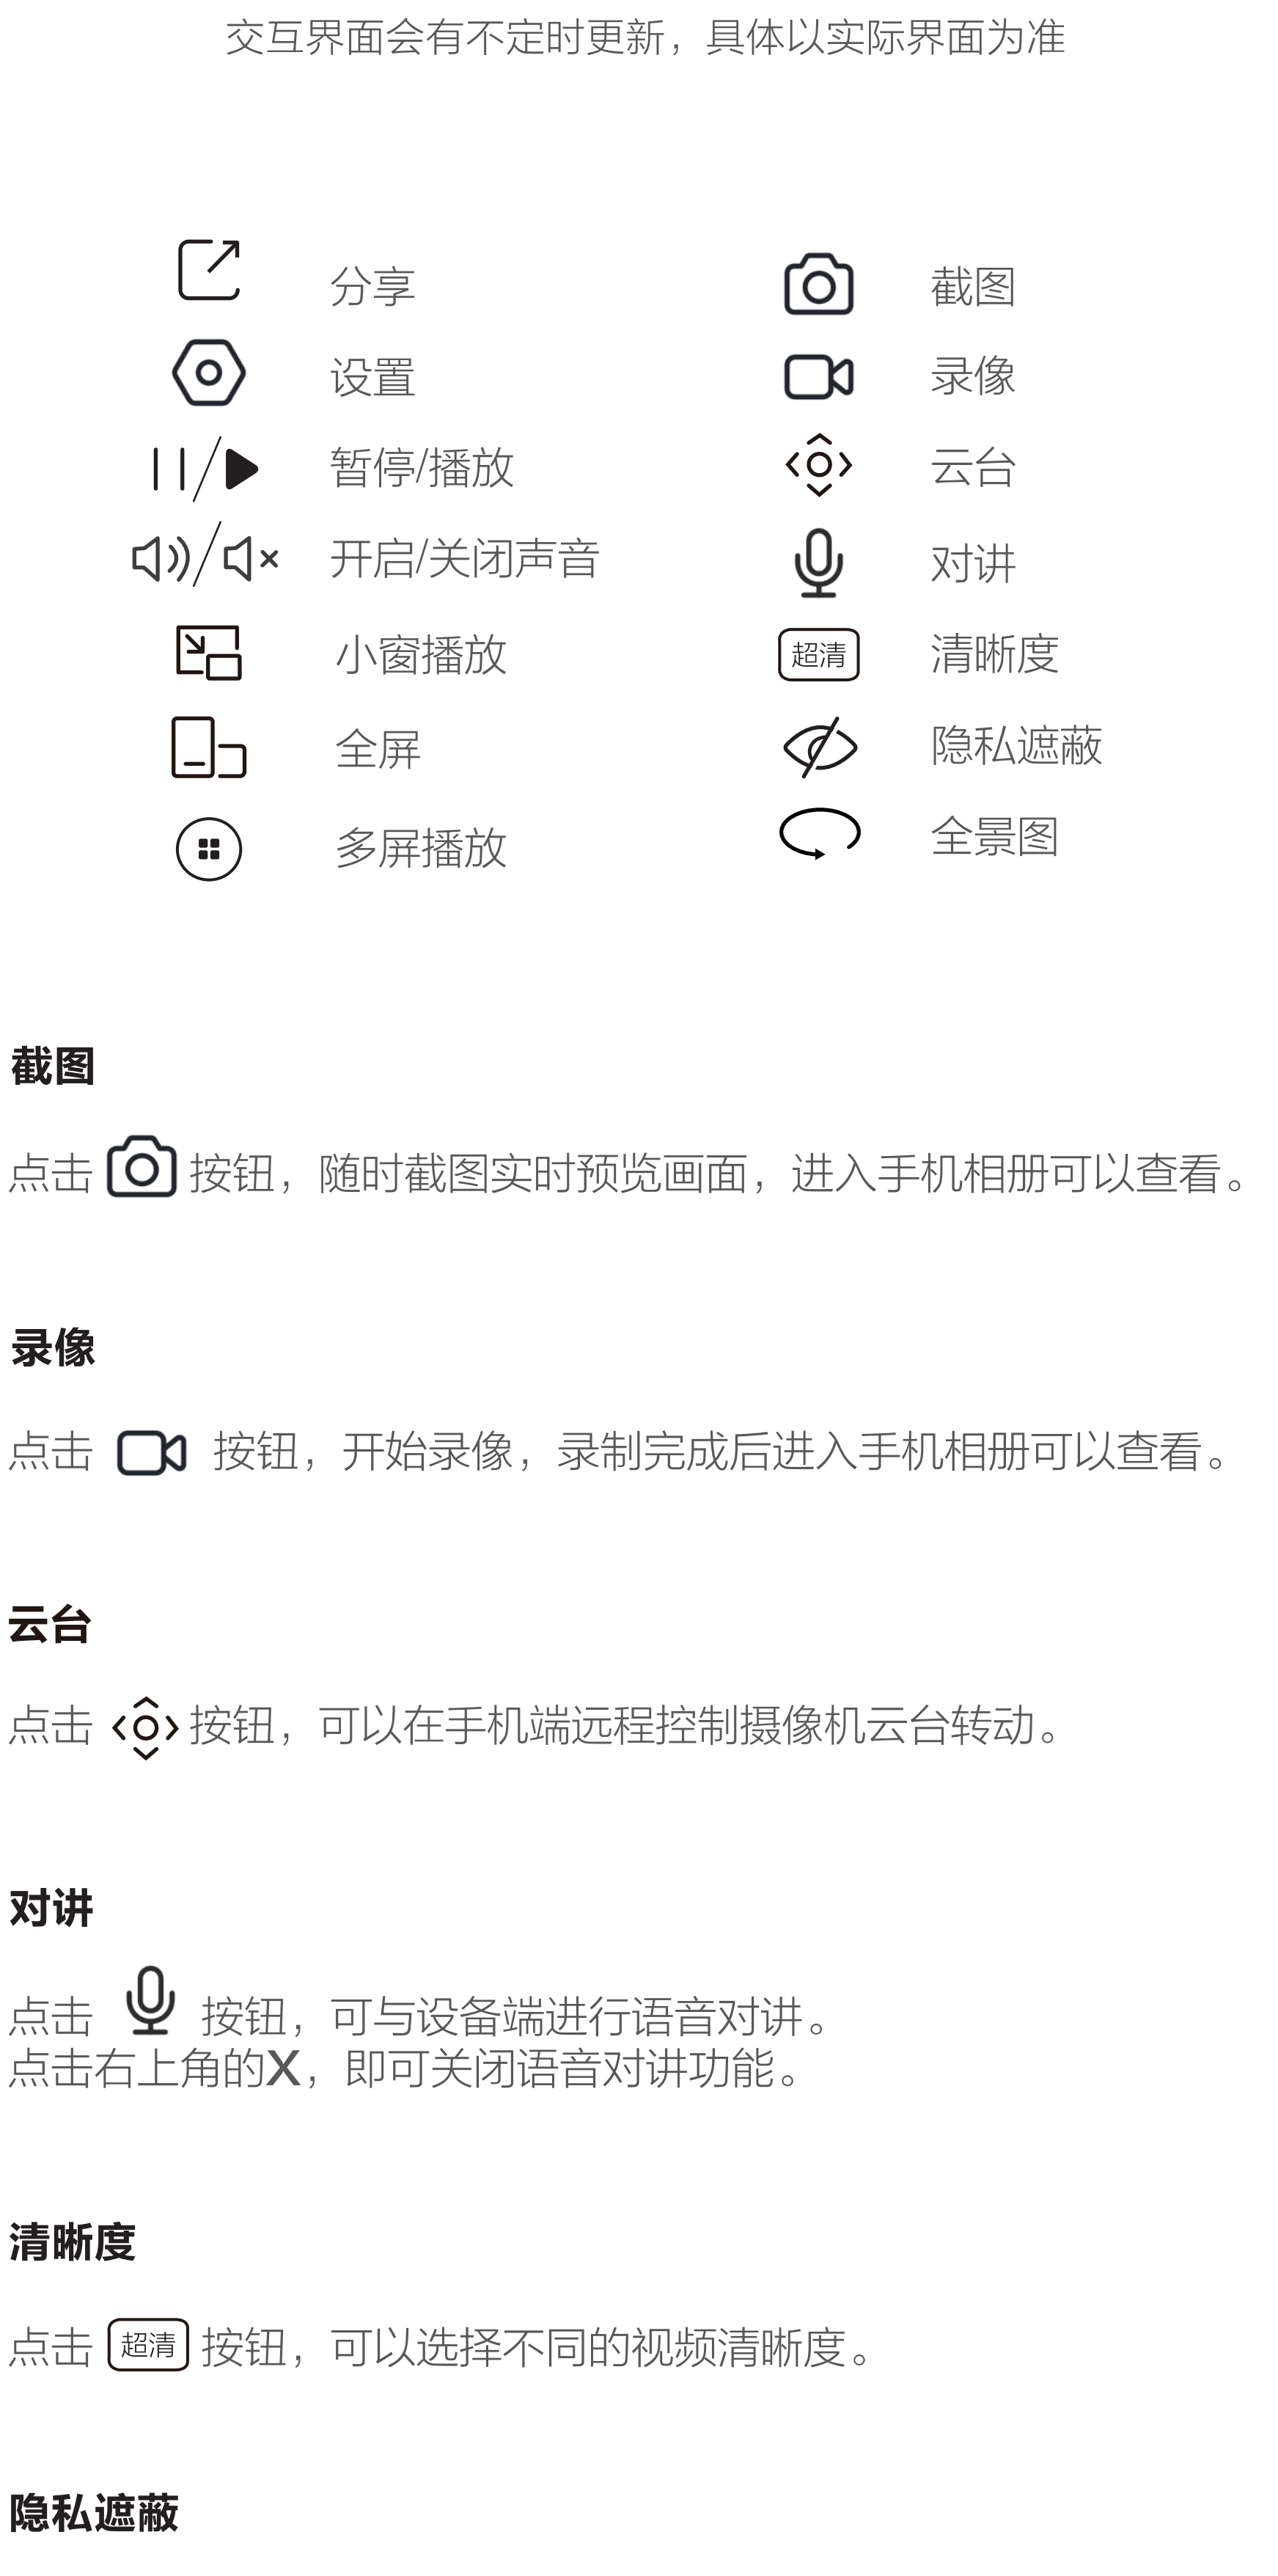 交互界面会有不定时更新，具体以实际界面为准
分享
截图
设置
录像
暂停/播放
云台
开启/关闭声音
对讲
小窗播放
超清
清晰度
全屏
隐私遮蔽
多屏播放
全景图
截图
点击 按钮，随时截图实时预览画面，进入手机相册可以查看。
录像
点击 按钮，开始录像，录制完成后进入手机相册可以查看。
云台
点击 按钮，可以在手机端远程控制摄像机云台转动。
对讲
点击 按钮，可与设备端进行语音对讲。
点击右上角的X，即可关闭语音对讲功能。
清晰度
点击 超清 按钮，可以选择不同的视频清晰度。
隐私遮蔽